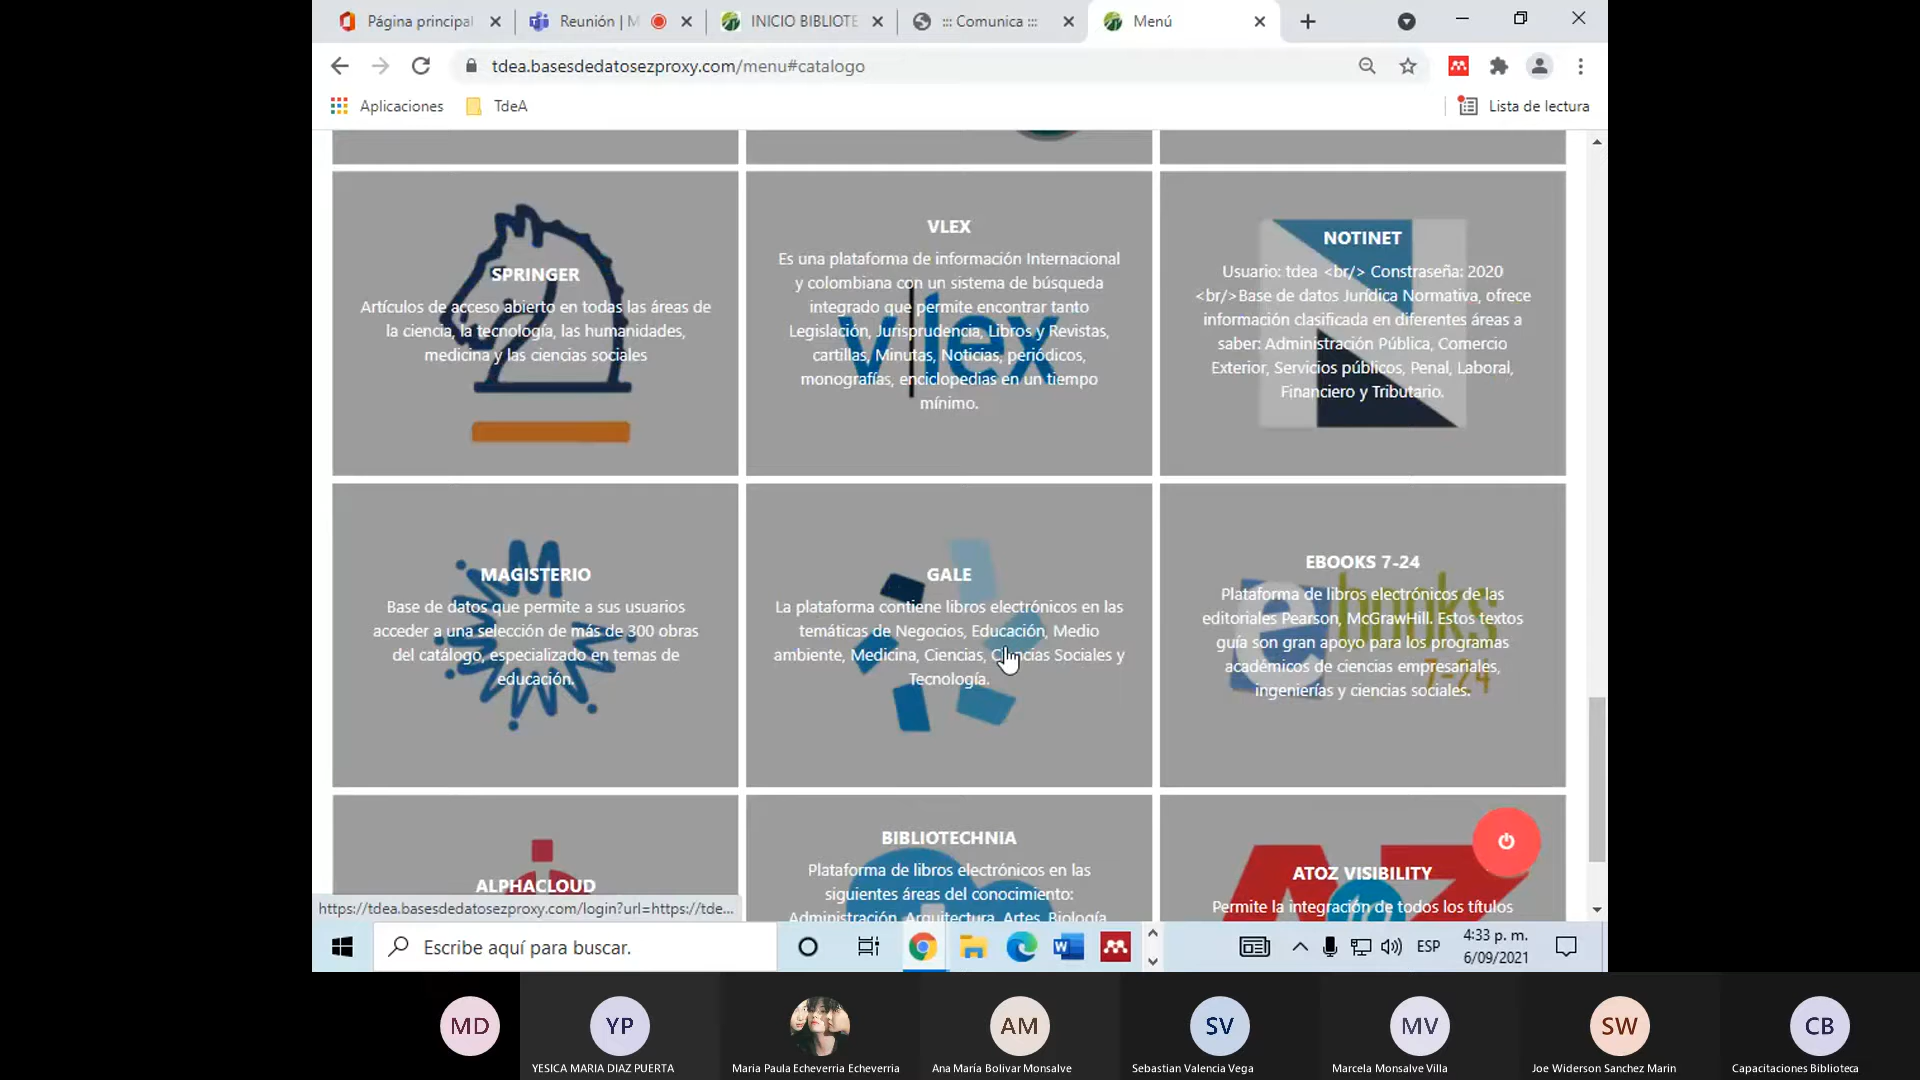 Página principal
Reunión | M
INICIO BIBLIOTE
::: Comunica :::
Menú
tdea.basesdedatosezproxy.com/menu#catalogo
Aplicaciones
TdeA
Lista de lectura
SPRINGER
Artículos de acceso abierto en todas las áreas de
la ciencia, la tecnología, las humanidades,
medicina y las ciencias sociales
VLEX
Es una plataforma de información Internacional
y colombiana con un sistema de búsqueda
integrado que permite encontrar tanto
Legislación, Jurisprudencia, Libros y Revistas,
cartillas, Minutas, Noticias, periódicos,
monografías, enciclopedias en un tiempo
mínimo.
v|lex
NOTINET
Usuario: tdea <br/> Constraseña: 2020
<br/>Base de datos Jurídica Normativa, ofrece
información clasificada en diferentes áreas a
saber: Administración Pública, Comercio
Exterior, Servicios públicos, Penal, Laboral,
Financiero y Tributario.
MAGISTERIO
Base de datos que permite a sus usuarios
acceder a una selección de más de 300 obras
del catálogo, especializado en temas de
educación.
GALE
La plataforma contiene libros electrónicos en las
temáticas de Negocios, Educación, Medio
ambiente, Medicina, Ciencias, Ciencias Sociales y
Tecnología.
EBOOKS 7-24
Plataforma de libros electrónicos de las
editoriales Pearson, McGrawHill. Estos textos
guía son gran apoyo para los programas
académicos de ciencias empresariales,
ingenierías y ciencias sociales.
e books
7-24
ALPHACLOUD
BIBLIOTECHNIA
Plataforma de libros electrónicos en las
siguientes áreas del conocimiento:
Administración, Arquitectura, Artes, Biología,
ATOZ VISIBILITY
Permite la integración de todos los títulos
https://tdea.basesdedatosezproxy.com/login?url=https://tde...
Escribe aquí para buscar.
ESP
4:33 p. m.
6/09/2021
MD
YP
AM
SV
MV
SW
CB
YESICA MARIA DIAZ PUERTA
Maria Paula Echeverria Echeverria
Ana María Bolivar Monsalve
Sebastian Valencia Vega
Marcela Monsalve Villa
Joe Widerson Sanchez Marin
Capacitaciones Biblioteca